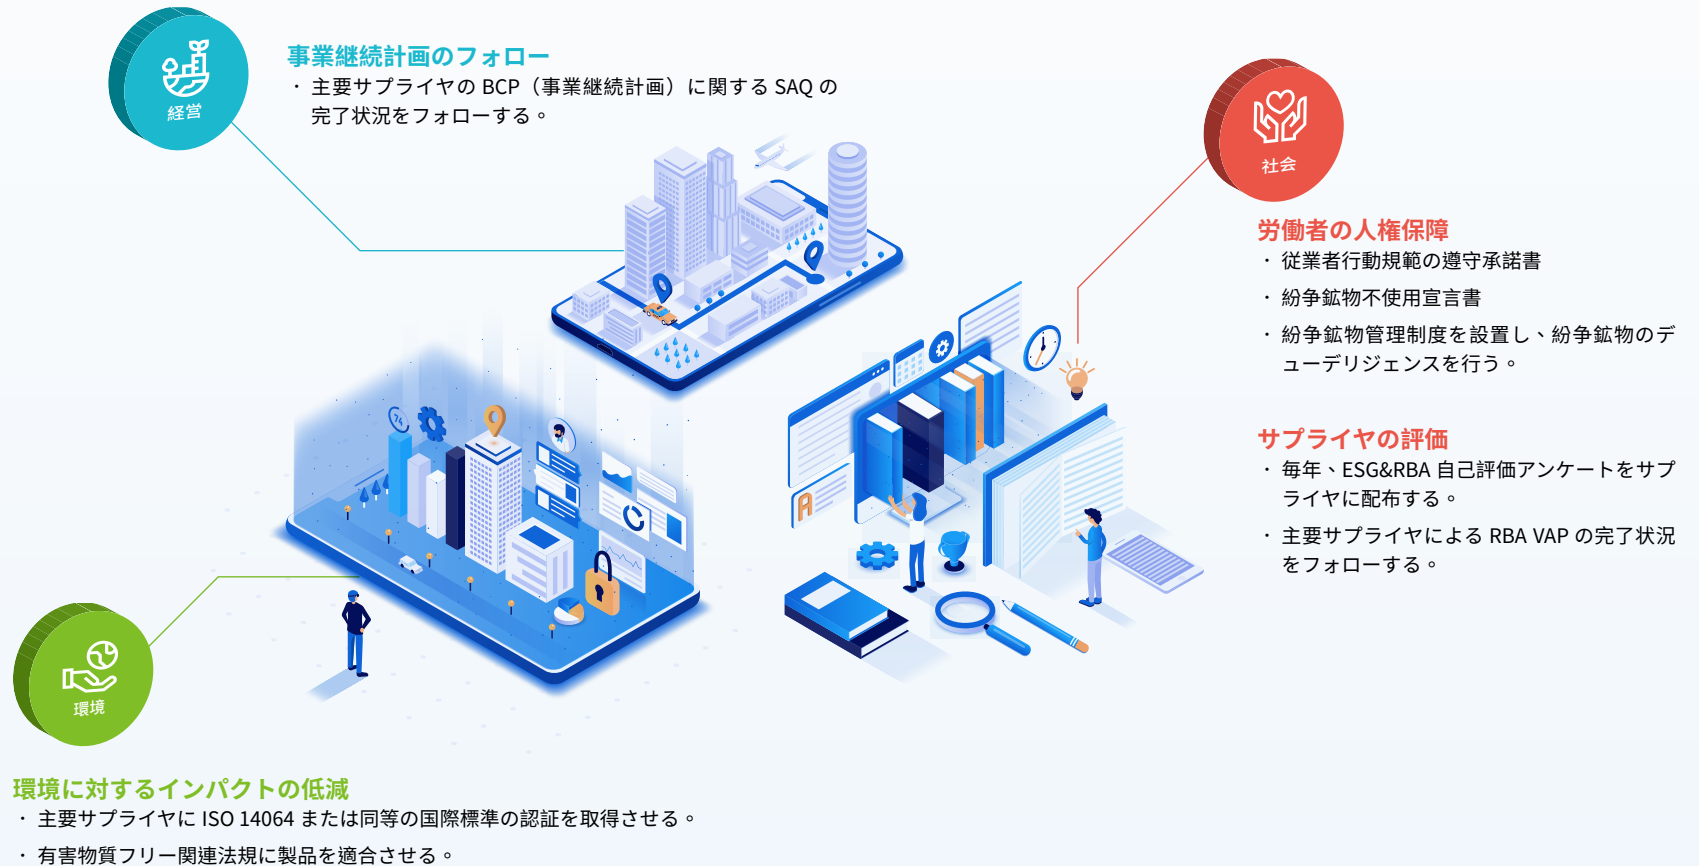 経営
事業継続計画のフォロー
・ 主要サプライヤの BCP（事業継続計画）に関する SAQ の
完了状況をフォローする。
社会
労働者の人権保障
・ 従業者行動規範の遵守承諾書
・ 紛争鉱物不使用宣言書
・ 紛争鉱物管理制度を設置し、紛争鉱物のデ
ューデリジェンスを行う。
サプライヤの評価
・ 毎年、ESG&RBA 自己評価アンケートをサプ
ライヤに配布する。
・ 主要サプライヤによる RBA VAP の完了状況
をフォローする。
74
A
環境
環境に対するインパクトの低減
・ 主要サプライヤに ISO 14064 または同等の国際標準の認証を取得させる。
・ 有害物質フリー関連法規に製品を適合させる。